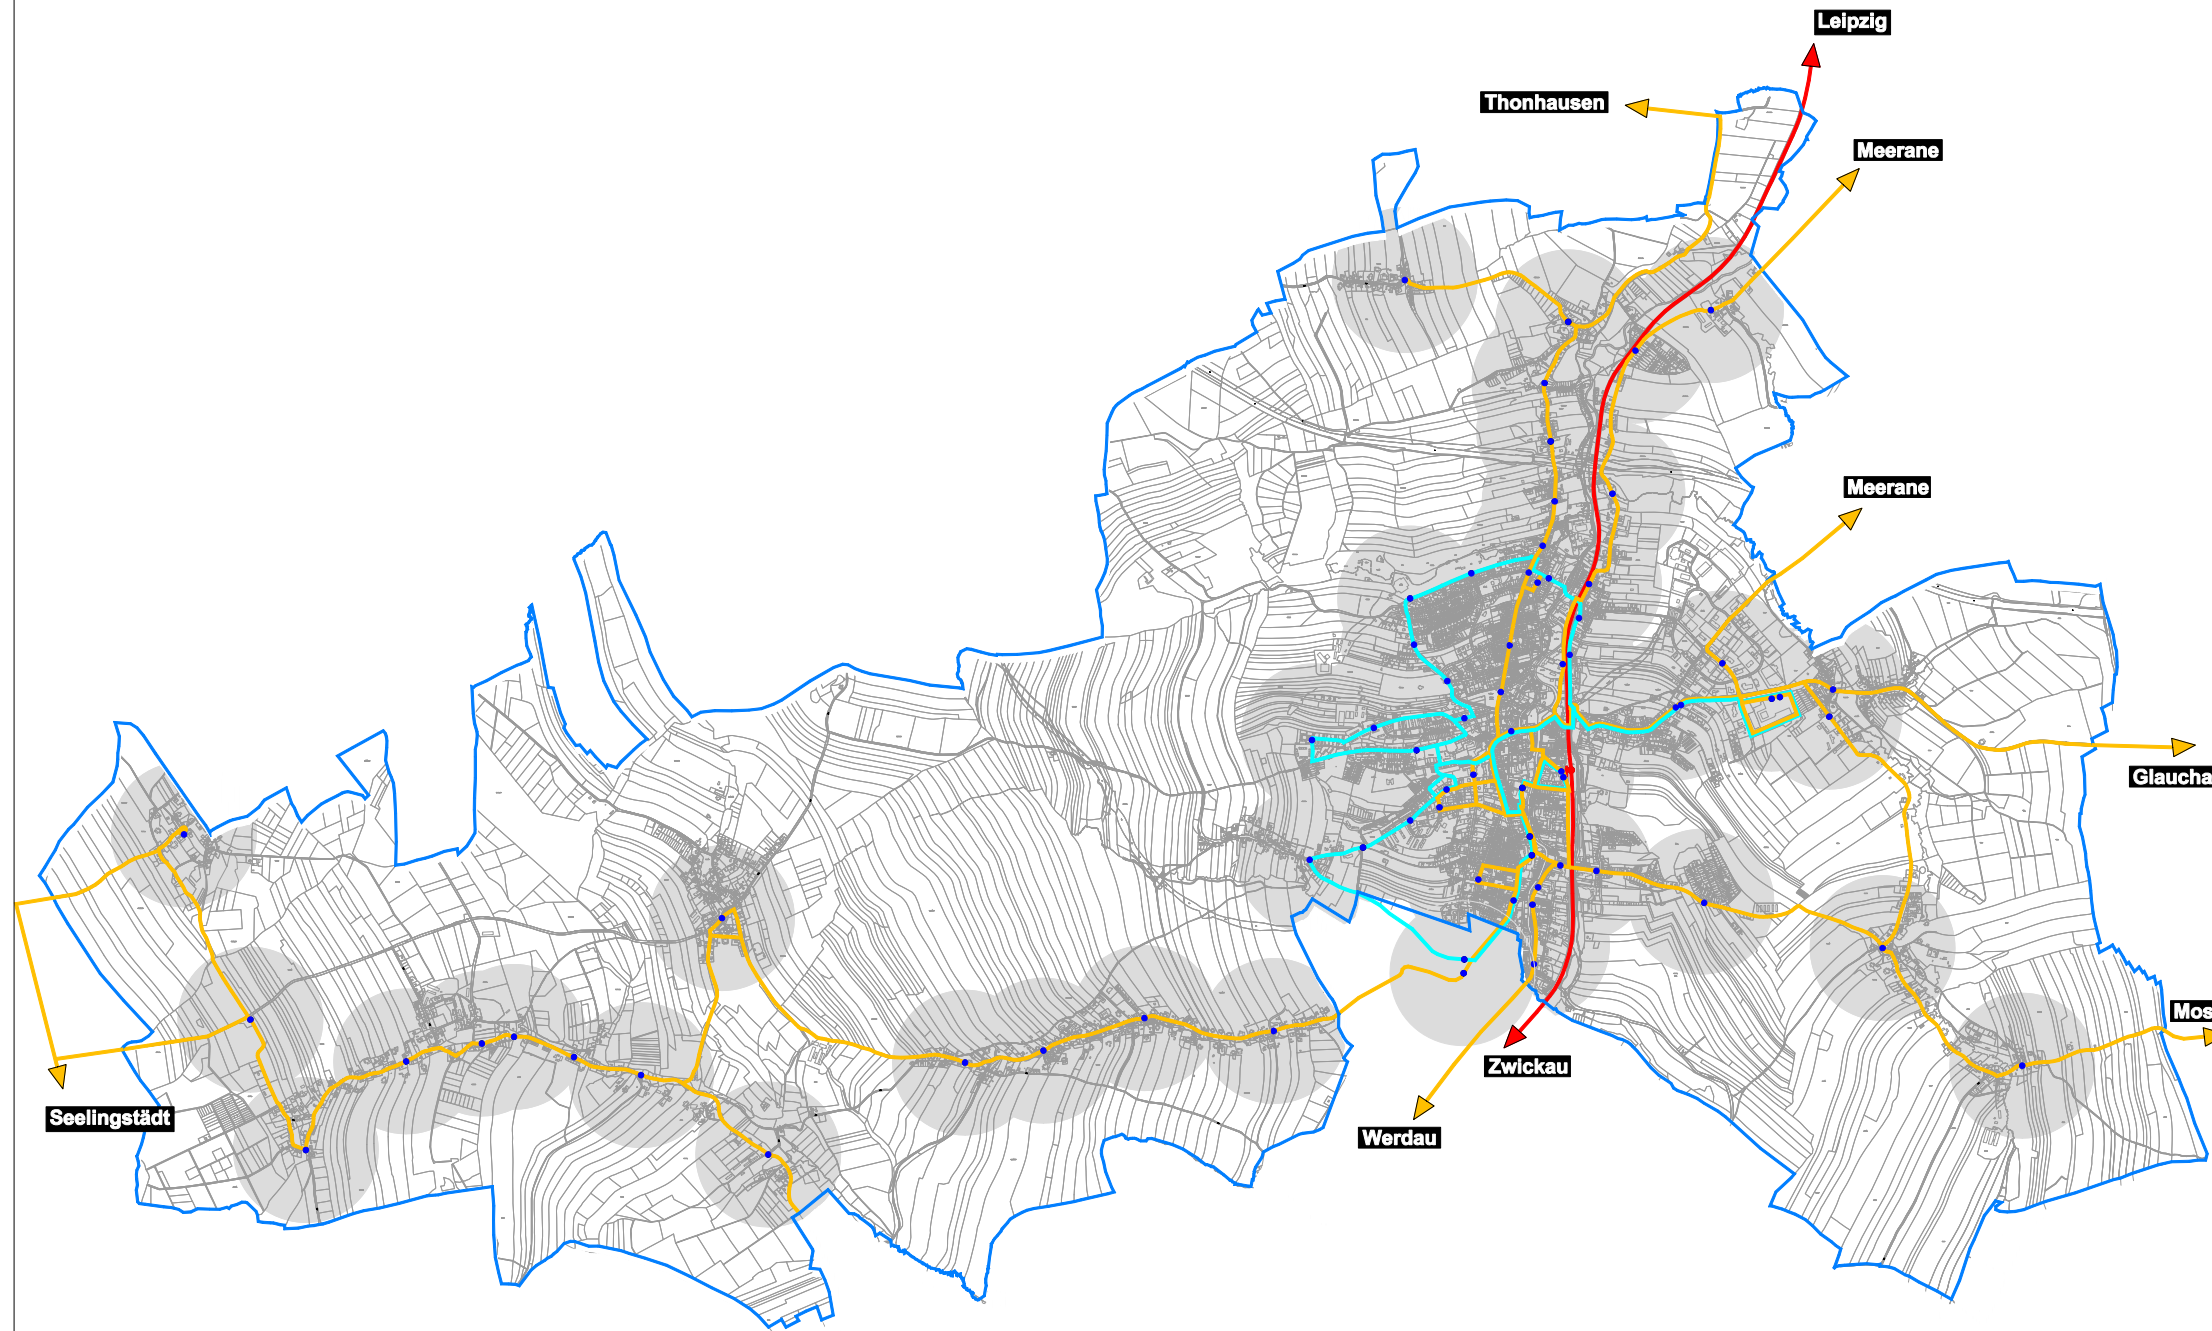 Leipzig
Thonhausen
Meerane
Meerane
Glaucha
Mos
Zwickau
Seelingstädt
Werdau